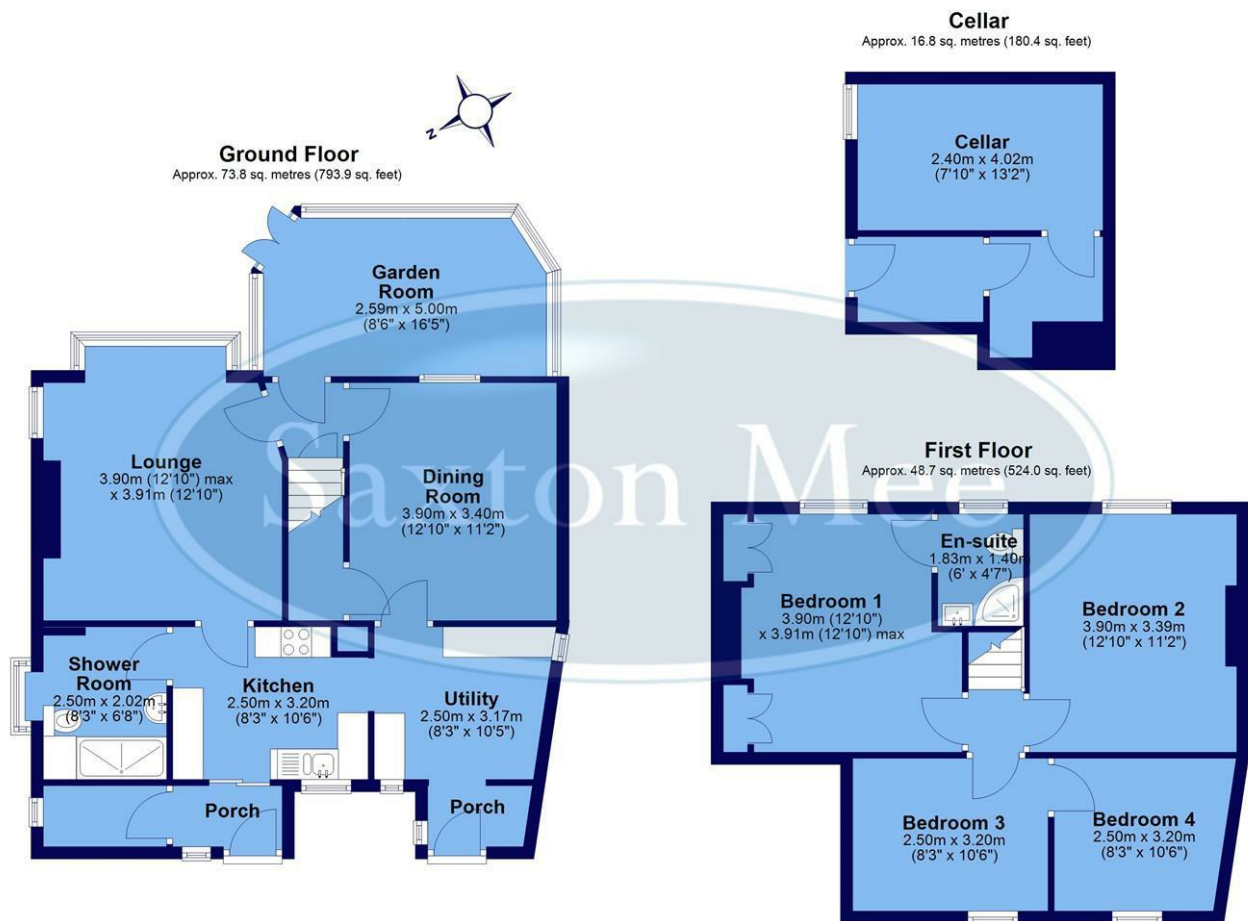 Cellar
Approx. 16.8 sq. metres (180.4 sq. feet)
Cellar
2.40m x 4.02m
(7'10" x 13'2")
N
Ground Floor
Approx. 73.8 sq. metres (793.9 sq. feet)
Garden
Room
2.59m x 5.00m
(8'6" x 16'5")
Lounge
3.90m (12'10") max
x 3.91m (12'10")
Dining
Room
3.90m x 3.40m
(12'10" x 11'2")
Shower
Room
2.50m x 2.02m
(8'3" x 6'8")
Kitchen
2.50m x 3.20m
(8'3" x 10'6")
Utility
2.50m x 3.17m
(8'3" x 10'5")
Porch
Porch
Saxton Mee
First Floor
Approx. 48.7 sq. metres (524.0 sq. feet)
En-suite
1.83m x 1.40m
(6' x 4'7")
Bedroom 1
3.90m (12'10")
x 3.91m (12'10") max
Bedroom 2
3.90m x 3.39m
(12'10" x 11'2")
Bedroom 3
2.50m x 3.20m
(8'3" x 10'6")
Bedroom 4
2.50m x 3.20m
(8'3" x 10'6")